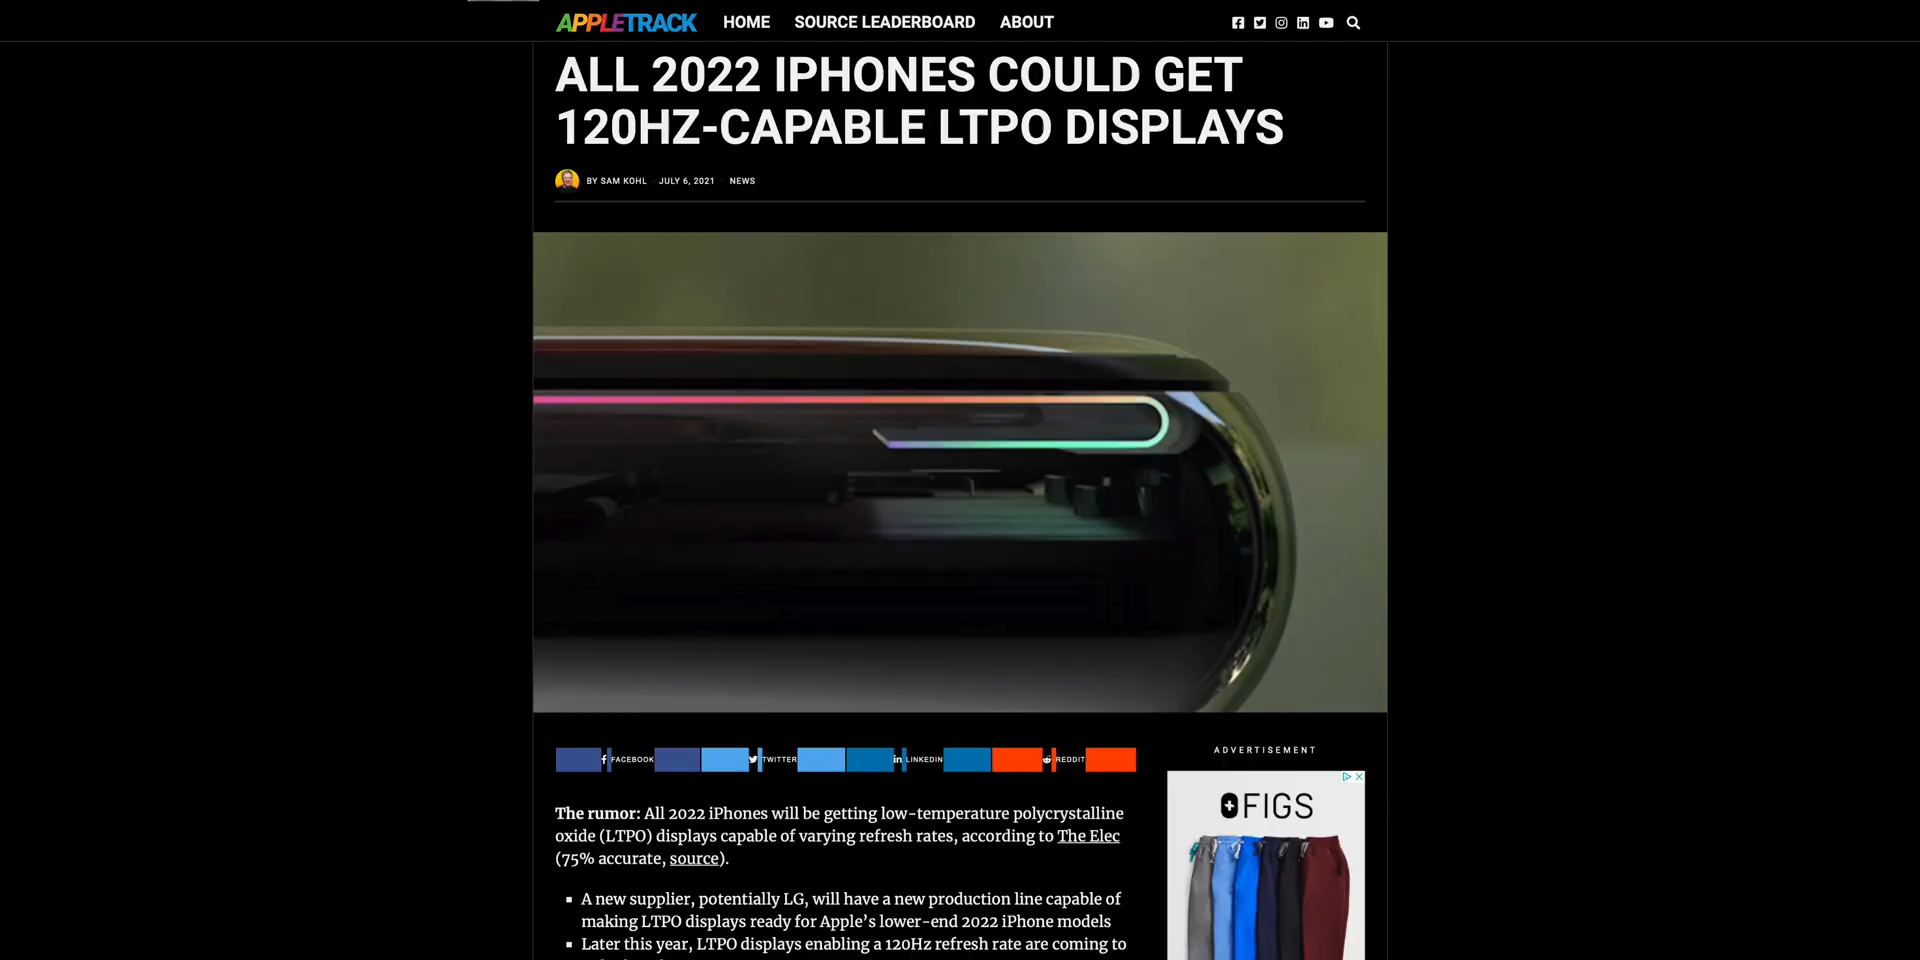 APPLETRACK HOME SOURCE LEADERBOARD ABOUT
ALL 2022 IPHONES COULD GET
120HZ-CAPABLE LTPO DISPLAYS
BY SAM KOHL · JULY 6, 2021 · NEWS
FACEBOOK TWITTER LINKEDIN REDDIT
The rumor: All 2022 iPhones will be getting low-temperature polycrystalline
oxide (LTPO) displays capable of varying refresh rates, according to The Elec
(75% accurate, source).
▪ A new supplier, potentially LG, will have a new production line capable of
making LTPO displays ready for Apple’s lower-end 2022 iPhone models
▪ Later this year, LTPO displays enabling a 120Hz refresh rate are coming to
ADVERTISEMENT
FIGS